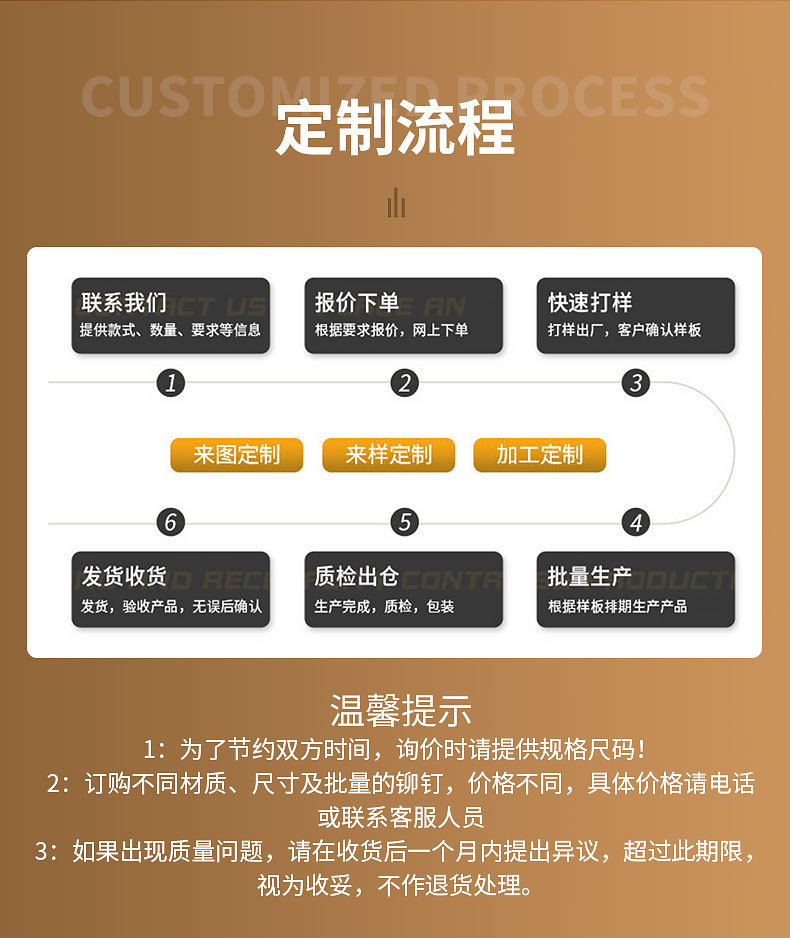 CUSTOMIZED PROCESS
定制流程
联系我们
提供款式、数量、要求等信息
报价下单
根据要求报价，网上下单
快速打样
打样出厂，客户确认样板
1
2
3
来图定制
来样定制
加工定制
6
5
4
发货收货
发货，验收产品，无误后确认
质检出仓
生产完成，质检，包装
批量生产
根据样板排期生产产品
温馨提示
1：为了节约双方时间，询价时请提供规格尺码！
2：订购不同材质、尺寸及批量的铆钉，价格不同，具体价格请电话
或联系客服人员
3：如果出现质量问题，请在收货后一个月内提出异议，超过此期限，
视为收妥，不作退货处理。